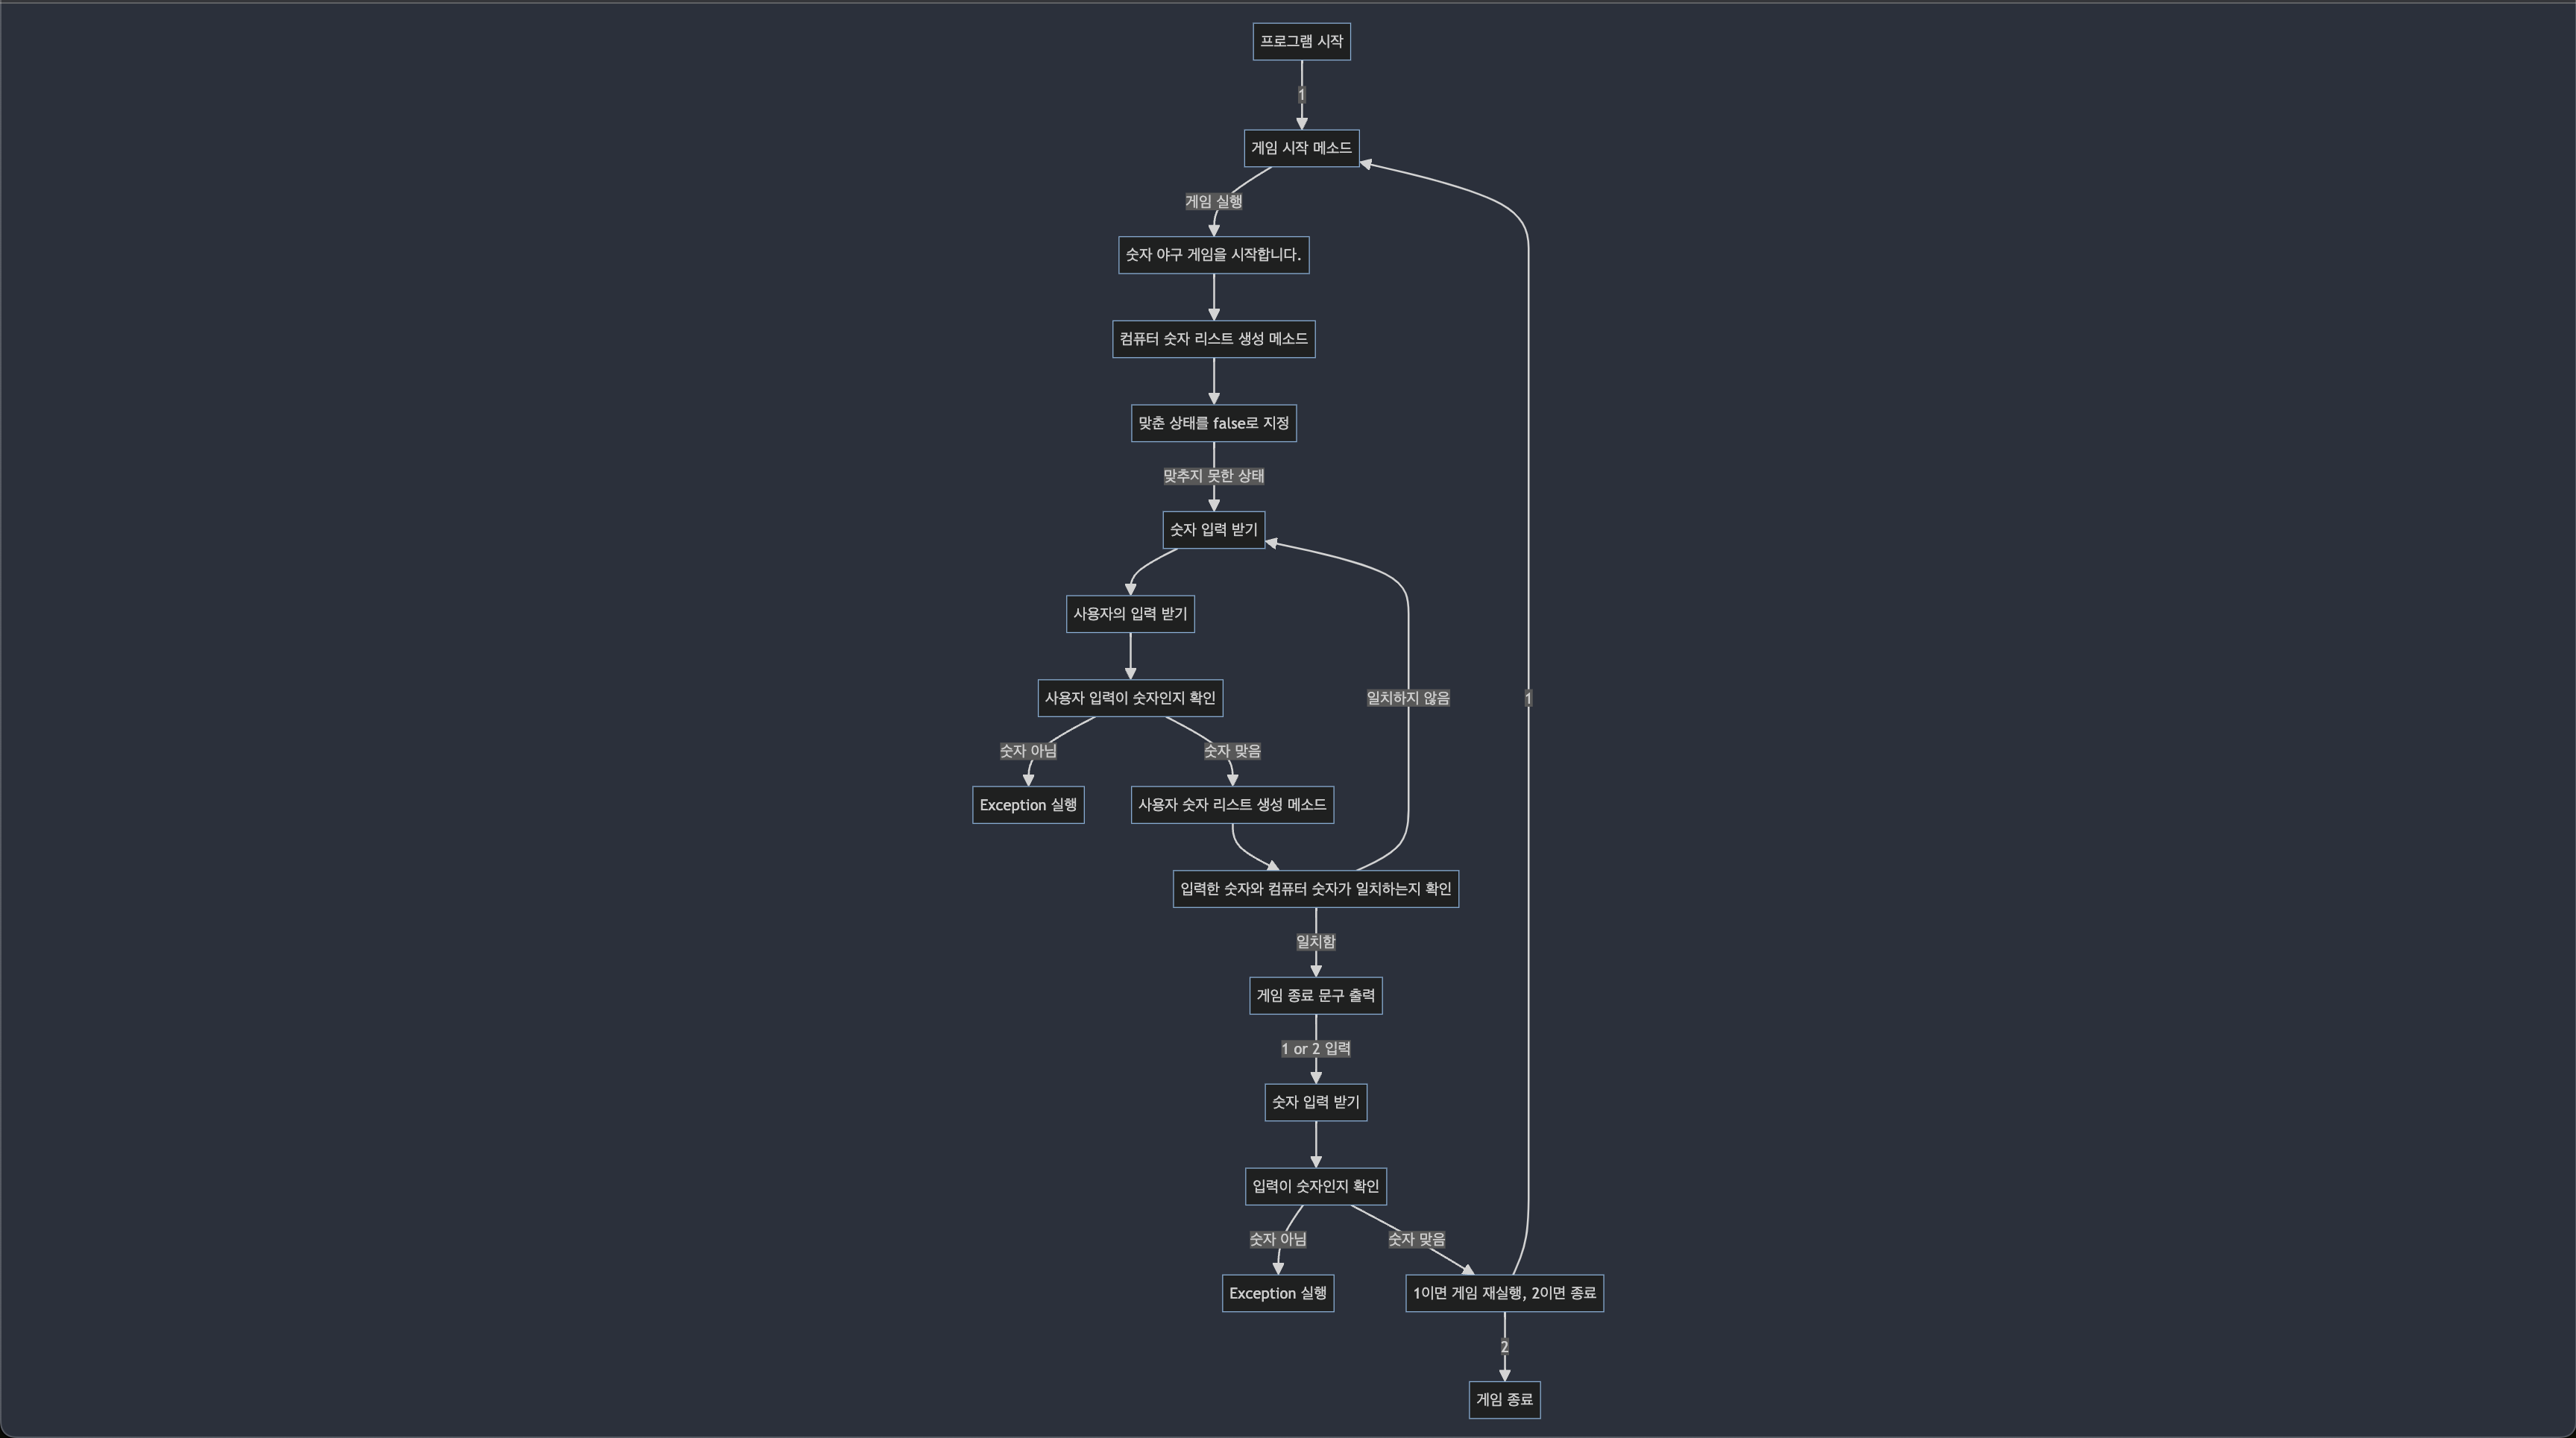 프로그램 시작
1
게임 시작 메소드
게임 실행
숫자 야구 게임을 시작합니다.
컴퓨터 숫자 리스트 생성 메소드
맞춘 상태를 false로 지정
맞추지 못한 상태
숫자 입력 받기
사용자의 입력 받기
사용자 입력이 숫자인지 확인
일치하지 않음
1
숫자 아님
숫자 맞음
Exception 실행
사용자 숫자 리스트 생성 메소드
입력한 숫자와 컴퓨터 숫자가 일치하는지 확인
일치함
게임 종료 문구 출력
1 or 2 입력
숫자 입력 받기
입력이 숫자인지 확인
숫자 아님
숫자 맞음
Exception 실행
1이면 게임 재실행, 2이면 종료
2
게임 종료